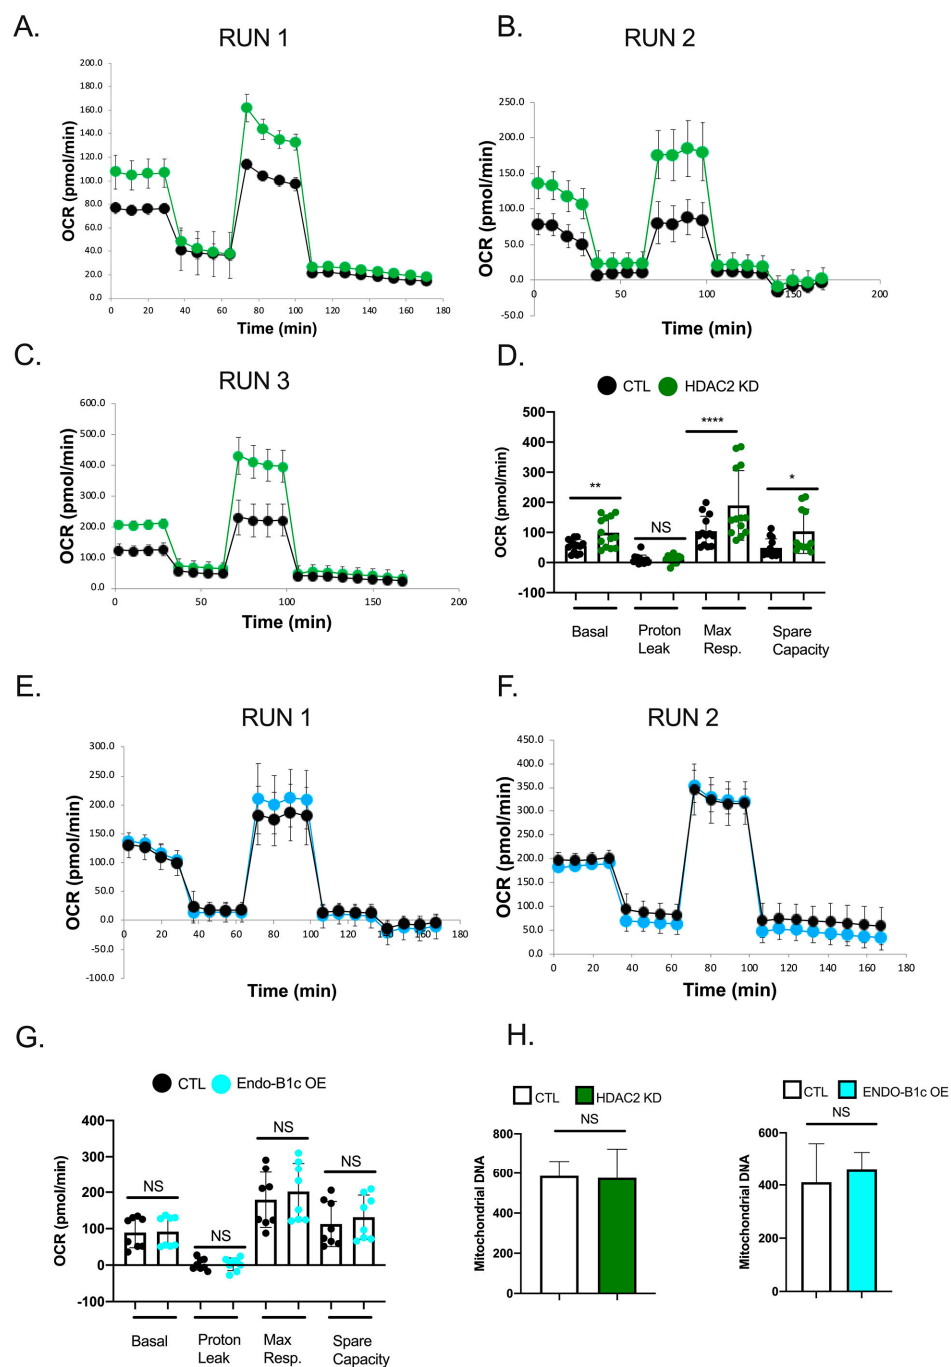 A.
RUN 1
200.0
180.0
160.0
140.0
120.0
100.0
80.0
60.0
40.0
20.0
0.0
OCR (pmol/min)
0 20 40 60 80 100 120 140 160 180
Time (min)
B.
RUN 2
250.0
200.0
150.0
100.0
50.0
0.0
-50.0
OCR (pmol/min)
0 50 100 150 200
Time (min)
C.
RUN 3
600.0
500.0
400.0
300.0
200.0
100.0
0.0
OCR (pmol/min)
0 50 100 150 200
Time (min)
D.
CTL HDAC2 KD
500
400
300
200
100
0
-100
OCR (pmol/min)
**
NS
****
*
Basal
Proton
Leak
Max
Resp.
Spare
Capacity
E.
RUN 1
300.0
250.0
200.0
150.0
100.0
50.0
0.0
-50.0
-100.0
OCR (pmol/min)
0 20 40 60 80 100 120 140 160 180
Time (min)
F.
RUN 2
450.0
400.0
350.0
300.0
250.0
200.0
150.0
100.0
50.0
0.0
OCR (pmol/min)
0 20 40 60 80 100 120 140 160 180
Time (min)
G.
CTL Endo-B1c OE
400
300
200
100
0
-100
OCR (pmol/min)
NS
NS
NS
NS
Basal
Proton
Leak
Max
Resp.
Spare
Capacity
H.
CTL HDAC2 KD
NS
800
600
400
200
0
Mitochondrial DNA
CTL ENDO-B1c OE
NS
600
400
200
0
Mitochondrial DNA